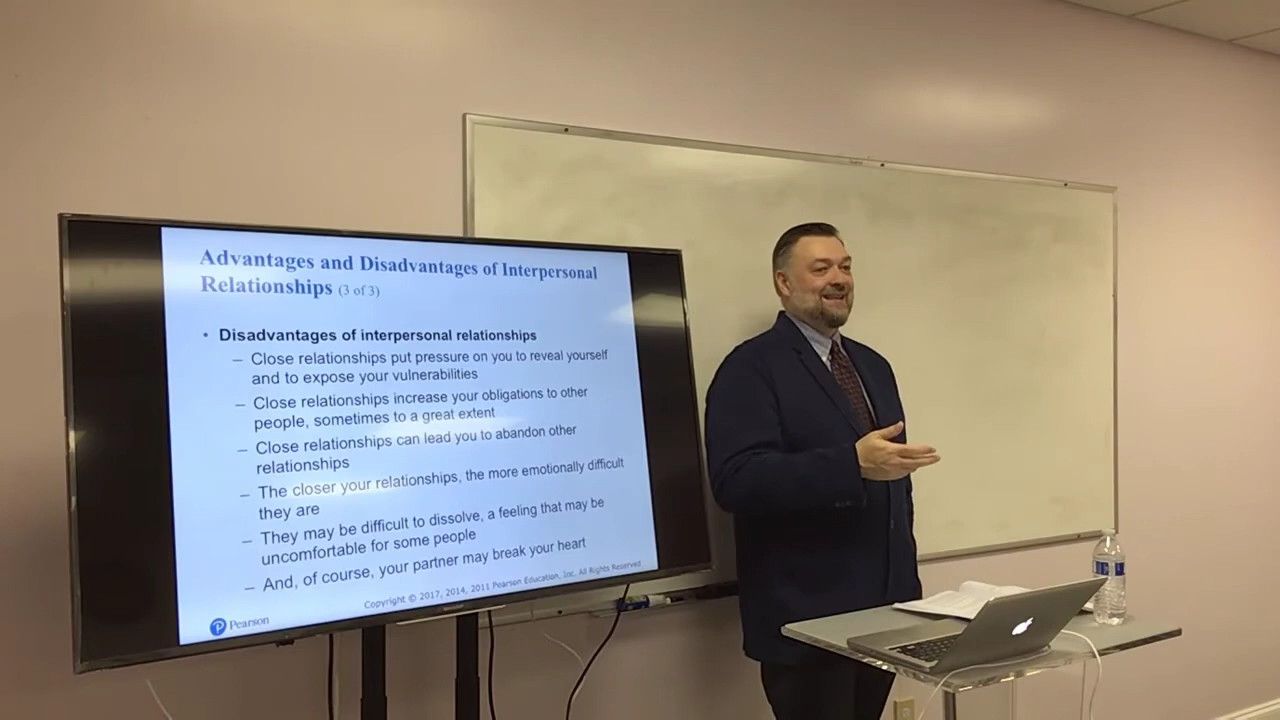 Advantages and Disadvantages of Interpersonal
Relationships (3 of 3)
• Disadvantages of interpersonal relationships
– Close relationships put pressure on you to reveal yourself
and to expose your vulnerabilities
– Close relationships increase your obligations to other
people, sometimes to a great extent
– Close relationships can lead you to abandon other
relationships
– The closer your relationships, the more emotionally difficult
they are
– They may be difficult to dissolve, a feeling that may be
uncomfortable for some people
– And, of course, your partner may break your heart
Copyright © 2017, 2014, 2011 Pearson Education, Inc. All Rights Reserved
P Pearson